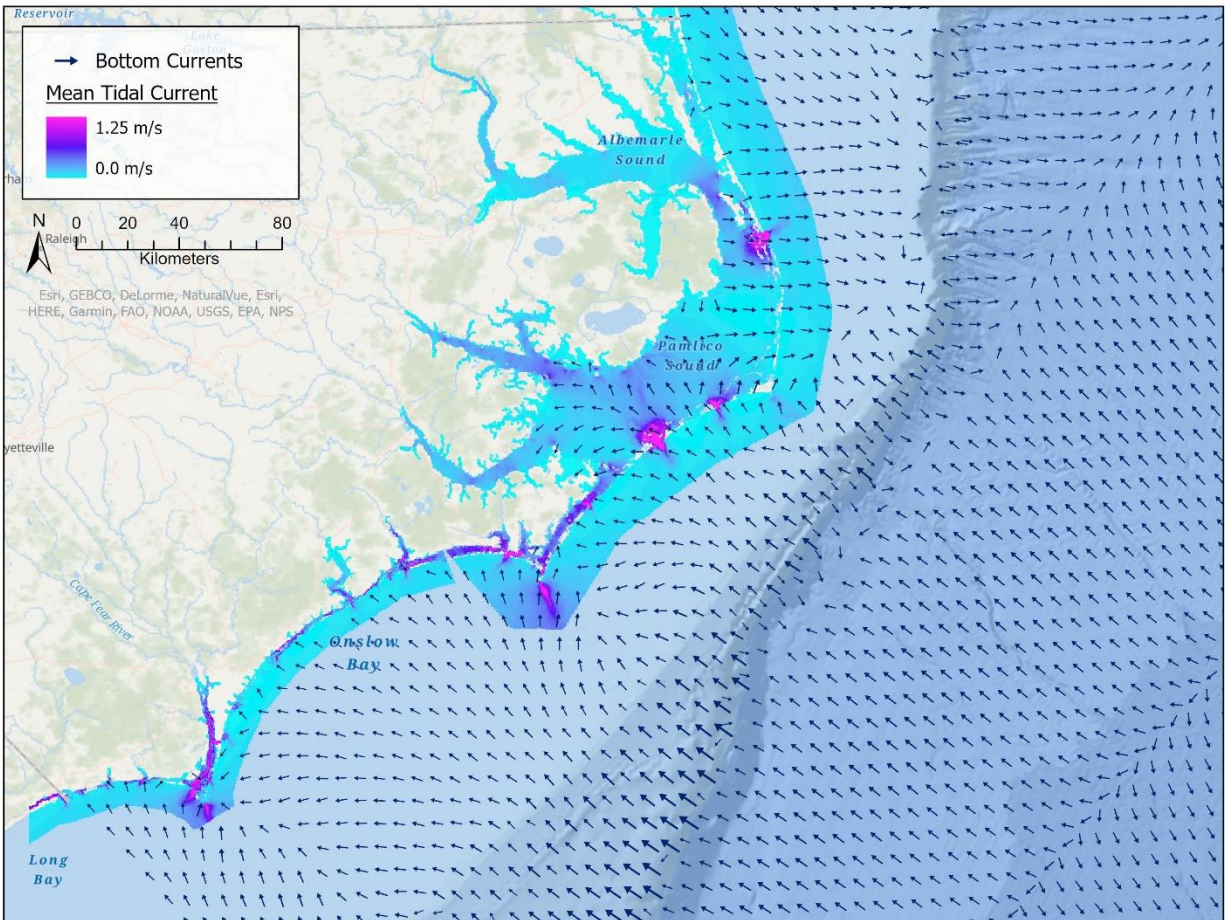 Reservoir
Lake
Gaston
Bottom Currents
Mean Tidal Current
1.25 m/s
0.0 m/s
rham
N
Raleigh
0 20 40 80
Kilometers
Esri, GEBCO, DeLorme, NaturalVue, Esri,
HERE, Garmin, FAO, NOAA, USGS, EPA, NPS
Albemarle
Sound
Pamlico
Sound
yetteville
Cape Fear River
Onslow
Bay
Long
Bay